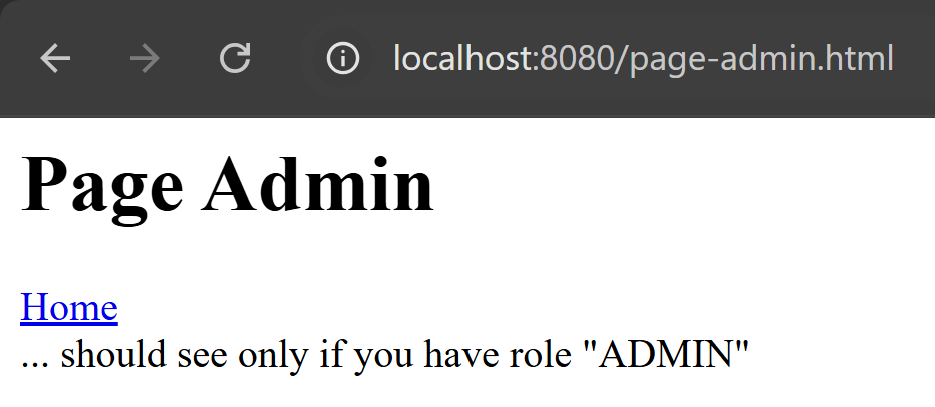 localhost:8080/page-admin.html
Page Admin
Home
... should see only if you have role "ADMIN"